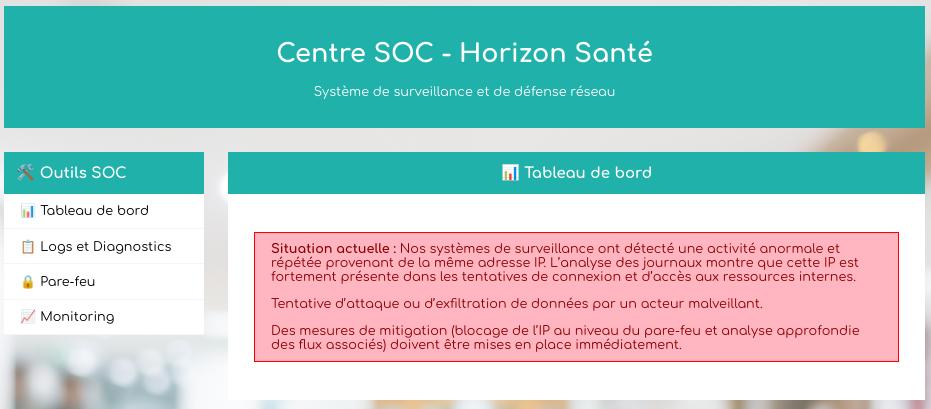 Centre SOC - Horizon Santé
Système de surveillance et de défense réseau
🛠️ Outils SOC
📊 Tableau de bord
📋 Logs et Diagnostics
🔒 Pare-feu
📈 Monitoring
📊 Tableau de bord
Situation actuelle : Nos systèmes de surveillance ont détecté une activité anormale et
répétée provenant de la même adresse IP. L'analyse des journaux montre que cette IP est
fortement présente dans les tentatives de connexion et d'accès aux ressources internes.
Tentative d'attaque ou d'exfiltration de données par un acteur malveillant.
Des mesures de mitigation (blocage de l'IP au niveau du pare-feu et analyse approfondie
des flux associés) doivent être mises en place immédiatement.